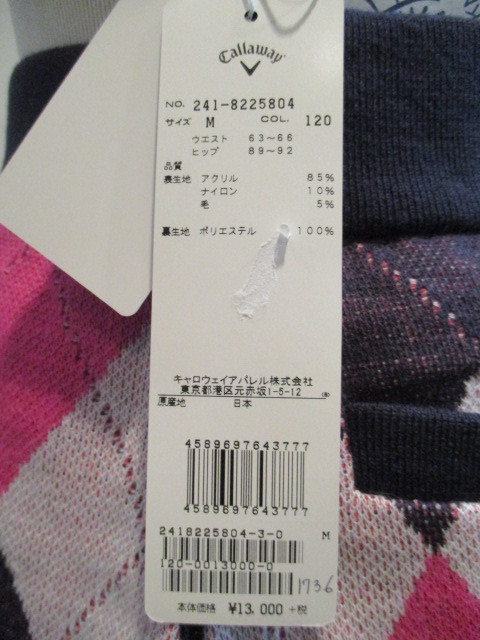 Callaway
NO. 241-8225804
サイズ M COL. 120
ウエスト 63～66
ヒップ 89～92
品質
表生地 アクリル 85%
ナイロン 10%
毛 5%
裏生地 ポリエステル 100%
キャロウェイアパレル株式会社
東京都港区元赤坂1-5-12
原産地 日本
4589697643777
4589697643777
2418225804-3-0 M
120-0013000-0
1736
本体価格 ¥13,000 +税